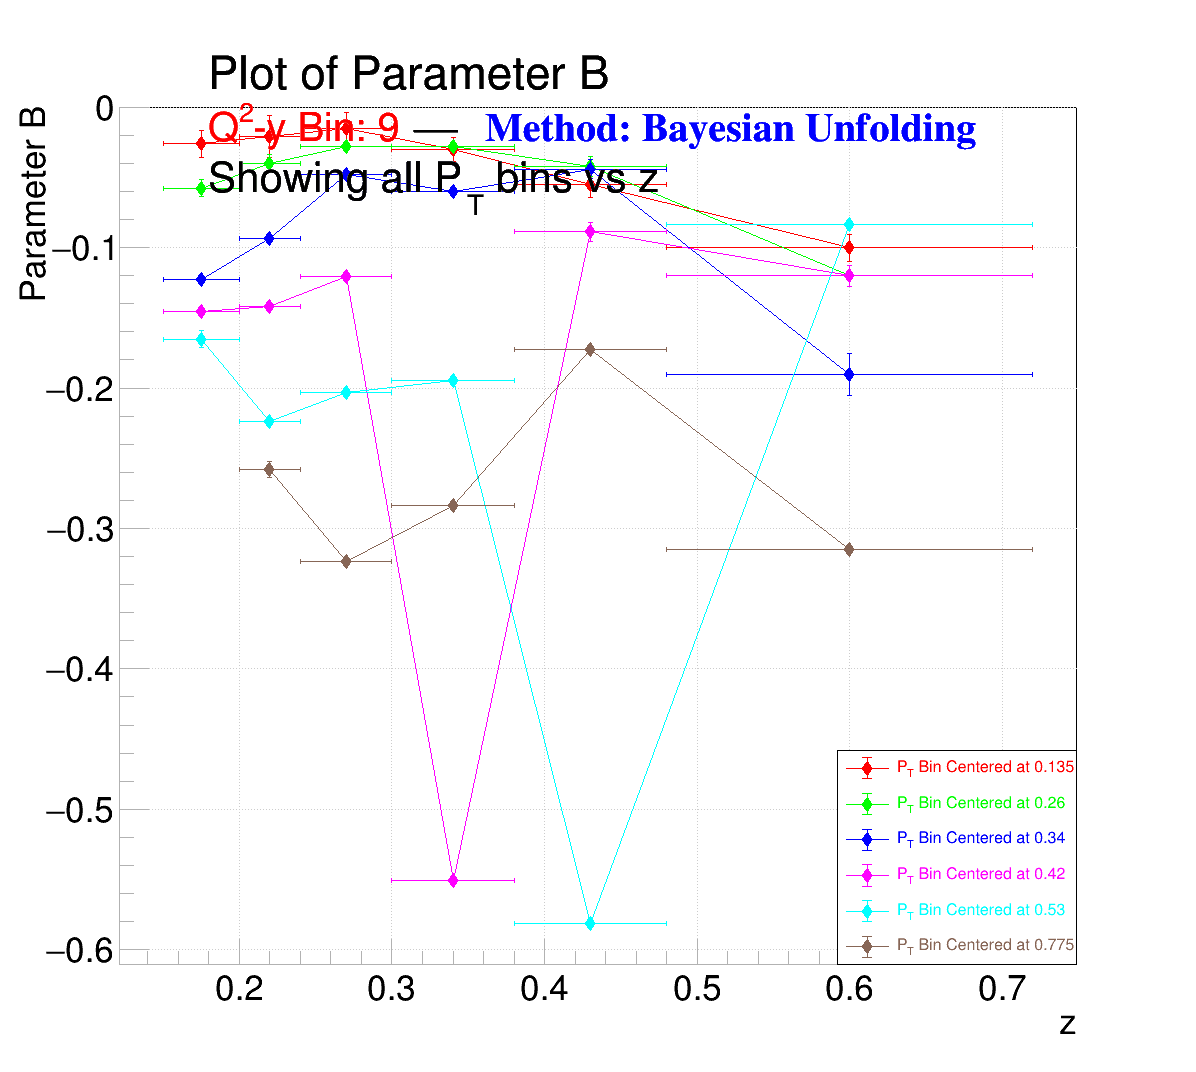 Plot of Parameter B
Q2-y Bin: 9 — Method: Bayesian Unfolding
Showing all PT bins vs z
Parameter B
0
−0.1
−0.2
−0.3
−0.4
−0.5
−0.6
0.2 0.3 0.4 0.5 0.6 0.7
z
PT Bin Centered at 0.135
PT Bin Centered at 0.26
PT Bin Centered at 0.34
PT Bin Centered at 0.42
PT Bin Centered at 0.53
PT Bin Centered at 0.775